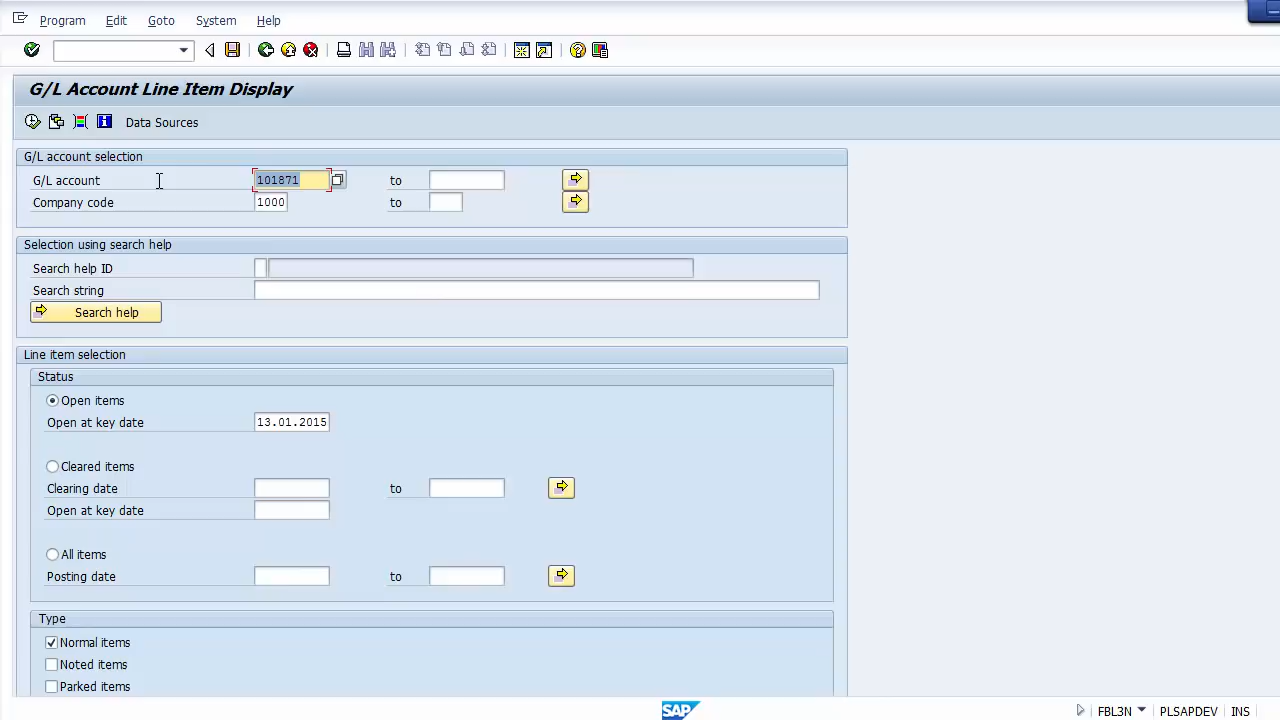 Program Edit Goto System Help
G/L Account Line Item Display
Data Sources
G/L account selection
G/L account 101871 to
Company code 1000 to
Selection using search help
Search help ID
Search string
Search help
Line item selection
Status
Open items
Open at key date 13.01.2015
Cleared items
Clearing date to
Open at key date
All items
Posting date to
Type
Normal items
Noted items
Parked items
SAP FBL3N PLSAPDEV INS